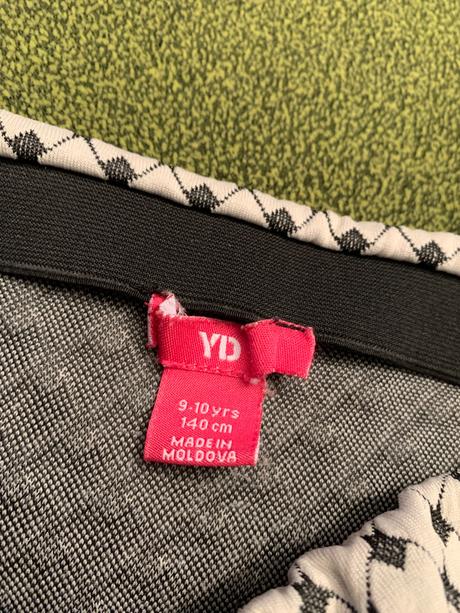 YD
9-10 yrs
140 cm
MADE IN
MOLDOVA